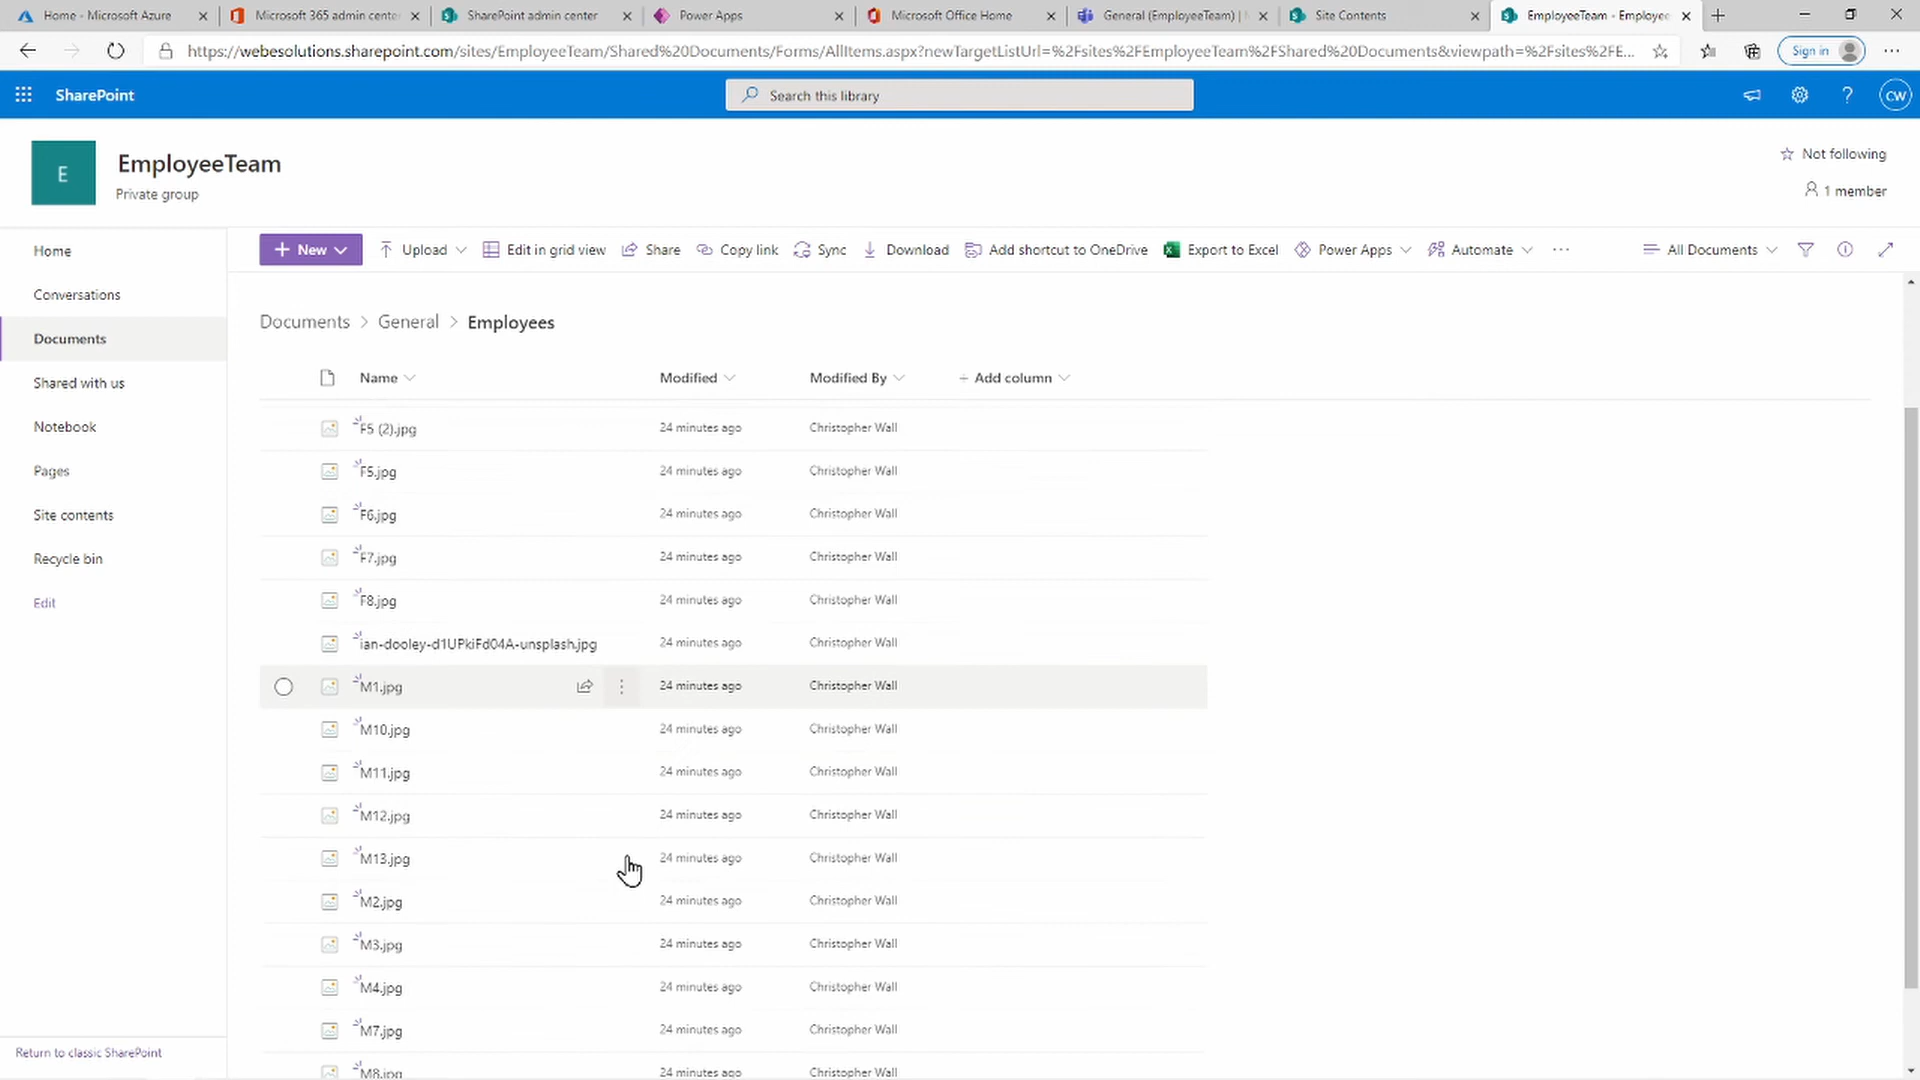 Home - Microsoft Azure
Microsoft 365 admin center
SharePoint admin center
Power Apps
Microsoft Office Home
General (EmployeeTeam) |
Site Contents
EmployeeTeam - Employee
https://webesolutions.sharepoint.com/sites/EmployeeTeam/Shared%20Documents/Forms/AllItems.aspx?newTargetListUrl=%2Fsites%2FEmployeeTeam%2FShared%20Documents&viewpath=%2Fsites%2FE...
Sign in
SharePoint
Search this library
CW
E
EmployeeTeam
Private group
Not following
1 member
Home
Conversations
Documents
Shared with us
Notebook
Pages
Site contents
Recycle bin
Edit
Return to classic SharePoint
New
Upload
Edit in grid view
Share
Copy link
Sync
Download
Add shortcut to OneDrive
Export to Excel
Power Apps
Automate
All Documents
Documents > General > Employees
Name Modified Modified By + Add column
F5 (2).jpg 24 minutes ago Christopher Wall
F5.jpg 24 minutes ago Christopher Wall
F6.jpg 24 minutes ago Christopher Wall
F7.jpg 24 minutes ago Christopher Wall
F8.jpg 24 minutes ago Christopher Wall
ian-dooley-d1UPkiFd04A-unsplash.jpg 24 minutes ago Christopher Wall
M1.jpg 24 minutes ago Christopher Wall
M10.jpg 24 minutes ago Christopher Wall
M11.jpg 24 minutes ago Christopher Wall
M12.jpg 24 minutes ago Christopher Wall
M13.jpg 24 minutes ago Christopher Wall
M2.jpg 24 minutes ago Christopher Wall
M3.jpg 24 minutes ago Christopher Wall
M4.jpg 24 minutes ago Christopher Wall
M7.jpg 24 minutes ago Christopher Wall
M8.jpg 24 minutes ago Christopher Wall